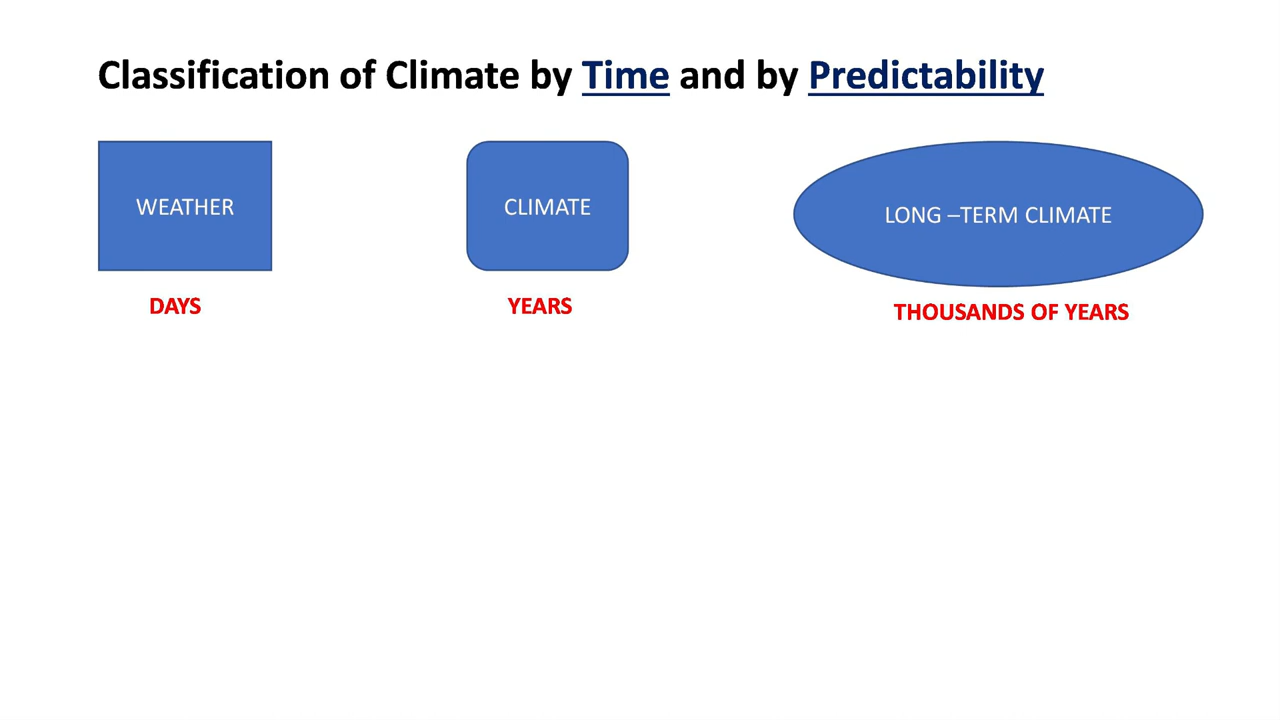 Classification of Climate by Time and by Predictability
WEATHER
CLIMATE
LONG –TERM CLIMATE
DAYS
YEARS
THOUSANDS OF YEARS